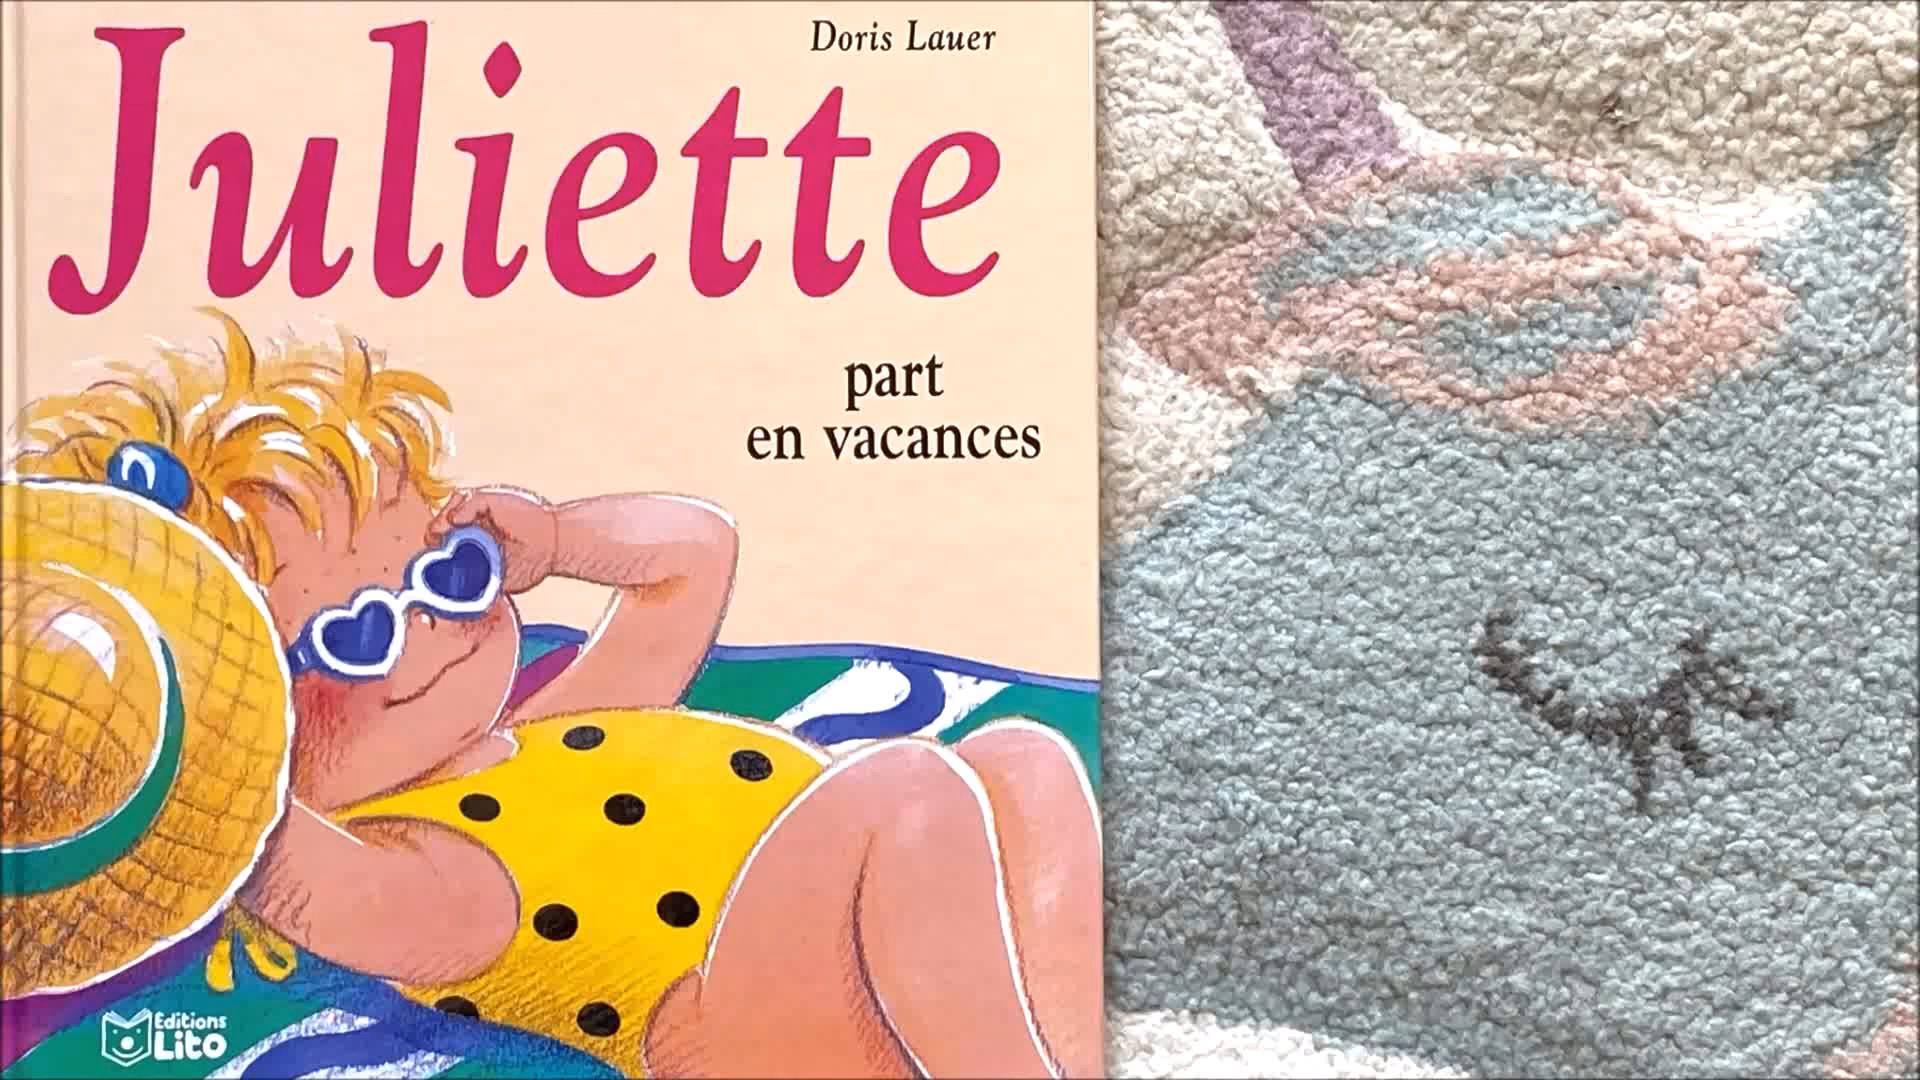 Doris Lauer
Juliette
part
en vacances
Editions
Lito